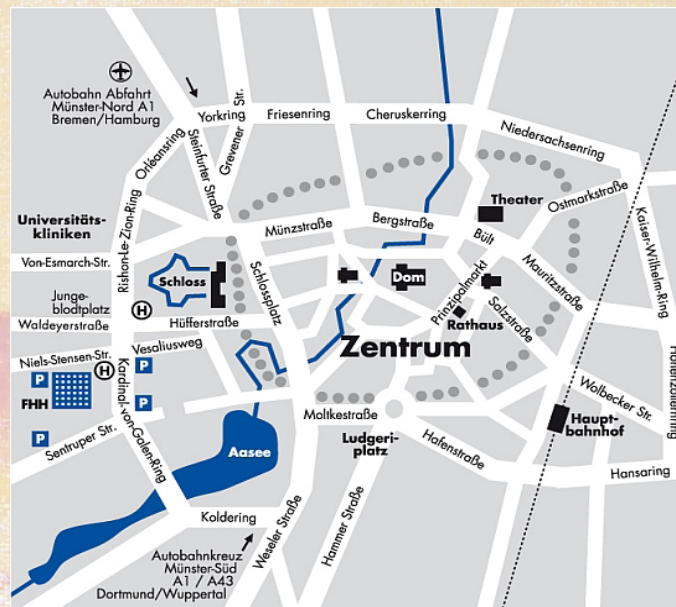 Autobahn Abfahrt
Münster-Nord A1
Bremen/Hamburg
Yorkring
Friesenring
Cheruskerring
Niedersachsenring
Orléansring
Steinfurter Straße
Grevener Str.
Universitäts-
kliniken
Rishon-Le-Zion-Ring
Von-Esmarch-Str.
Münzstraße
Bergstraße
Theater
Bült
Ostmarkstraße
Kaiser-Wilhelm-Ring
Mauritzstraße
Schloss
Schlossplatz
Dom
Prinzipalmarkt
Salzstraße
Rathaus
Junge-
blodtplatz
H
Waldeyerstraße
Hüfferstraße
Vesaliusweg
Niels-Stensen-Str.
Zentrum
H
P
P
FHH
P
P
Kardinal-von-Galen-Ring
Sentruper Str.
Moltkestraße
Ludgeri-
platz
Wolbecker Str.
Hohenzollernring
Haupt-
bahnhof
Hafenstraße
Hansaring
Aasee
Koldering
Weseler Straße
Hammer Straße
Autobahnkreuz
Münster-Süd
A1 / A43
Dortmund/Wuppertal